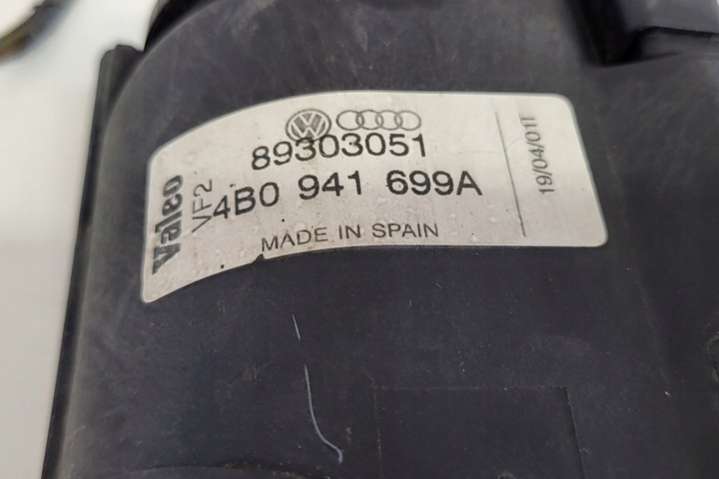 89303051
Valeo
VF2
4B0 941 699A
MADE IN SPAIN
19/04/01T